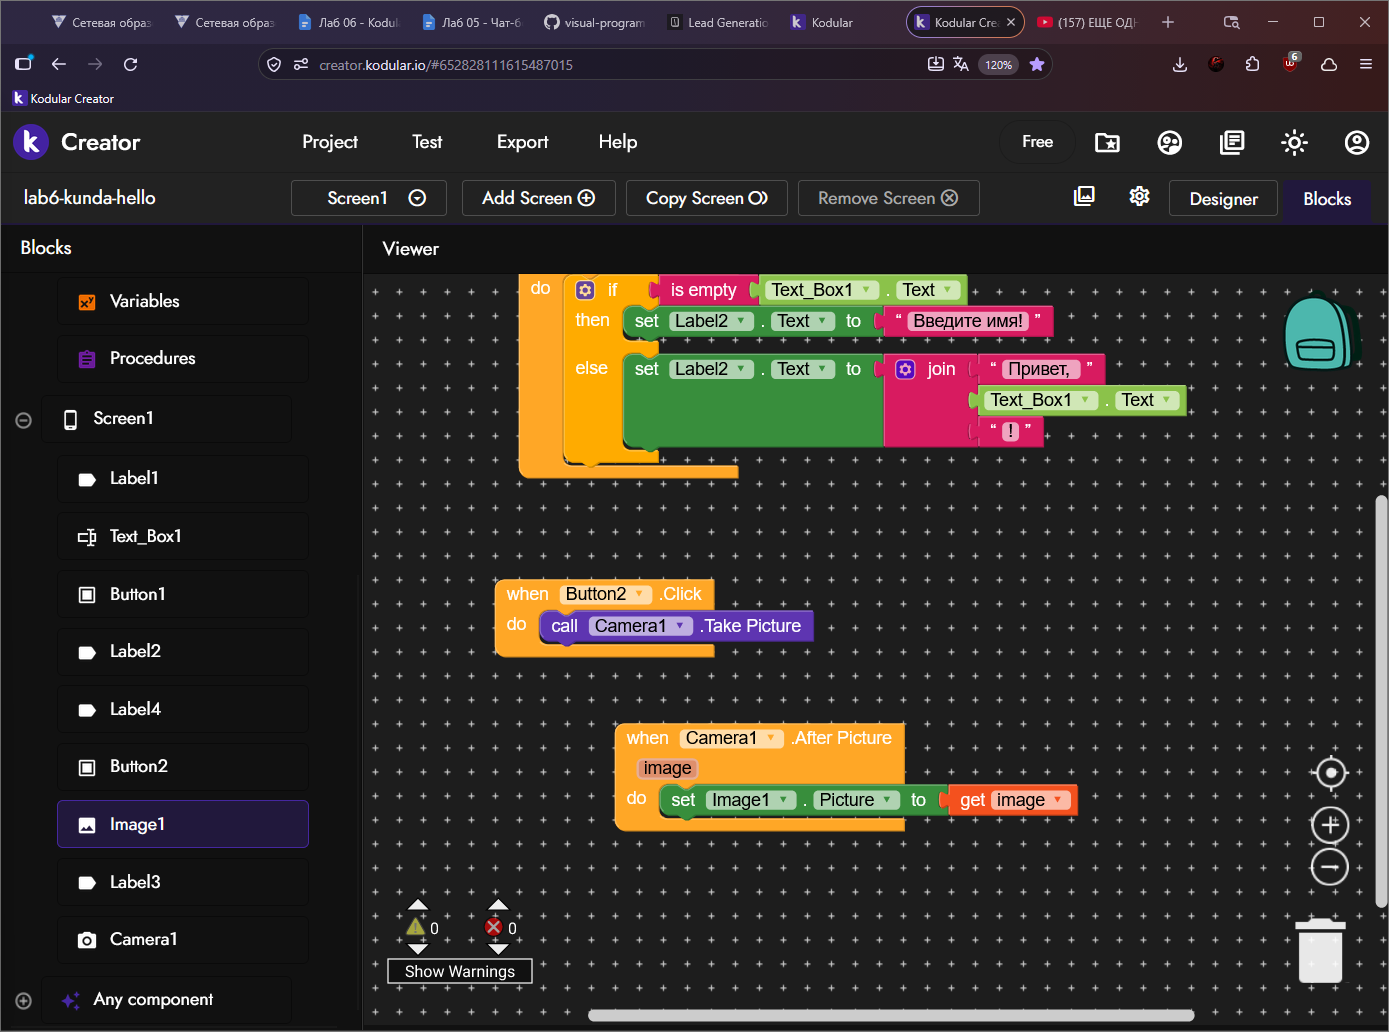 Сетевая образ
Сетевая образ
Лаб 06 - Kodul
Лаб 05 - Чат-б
visual-program
Lead Generatio
Kodular
Kodular Cre
(157) ЕЩЕ ОДН
creator.kodular.io/#652828111615487015
120%
6
Kodular Creator
Creator
Project
Test
Export
Help
Free
lab6-kunda-hello
Screen1
Add Screen
Copy Screen
Remove Screen
Designer
Blocks
Blocks
Viewer
Variables
Procedures
Screen1
Label1
Text_Box1
Button1
Label2
Label4
Button2
Image1
Label3
Camera1
Any component
do if is empty Text_Box1 . Text
then set Label2 . Text to “ Введите имя! ”
else set Label2 . Text to join “ Привет, ”
Text_Box1 . Text
“ ! ”
when Button2 .Click
do call Camera1 .Take Picture
when Camera1 .After Picture
image
do set Image1 . Picture to get image
0 0
Show Warnings